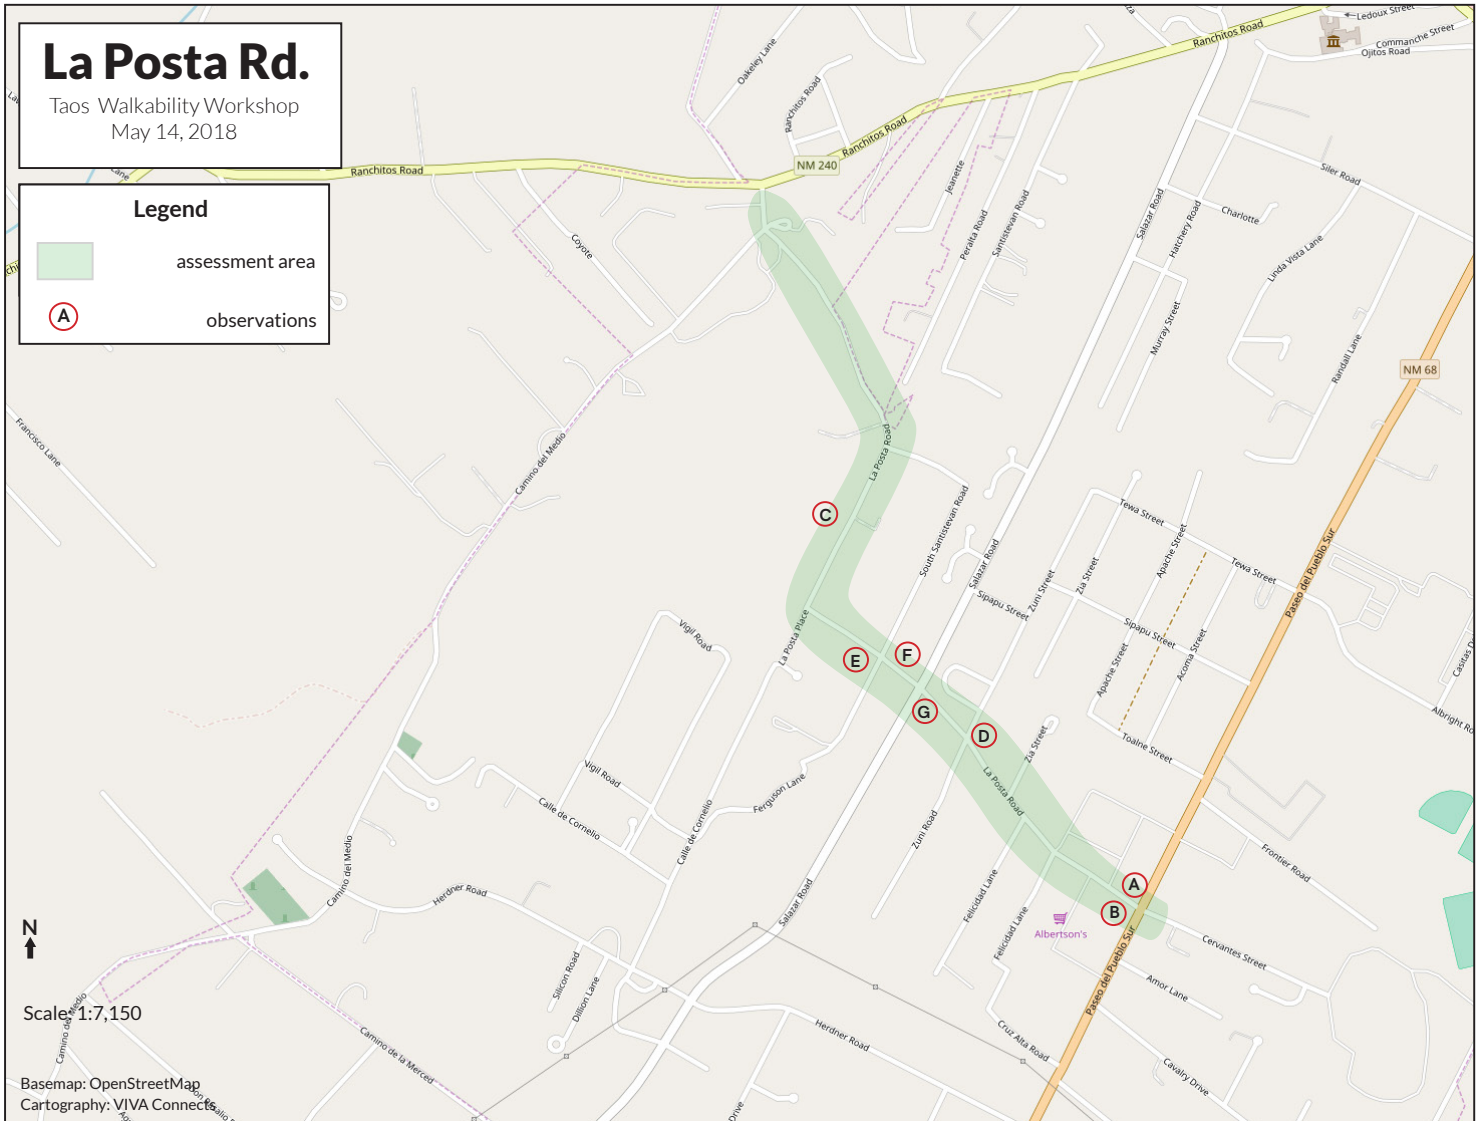 La Posta Rd.
Taos Walkability Workshop
May 14, 2018
Legend
assessment area
A
observations
Ledoux Street
Commanche Street
Ojitos Road
Ranchitos Road
Oakeley Lane
Ranchitos Road
Ranchitos Road
NM 240
Ranchitos Road
Lane
Jeanette
Peralta Road
Santistevan Road
Salazar Road
Hatchery Road
Charlotte
Siler Road
Linda Vista Lane
Murray Street
Randall Lane
NM 68
Coyote
Francisco Lane
Camino del Medio
La Posta Road
C
South Santistevan Road
Salazar Road
Tewa Street
Apache Street
Tewa Street
Zia Street
Zuni Street
Sipapu Street
Sipapu Street
Paseo del Pueblo Sur
Casitas D
Albright Ro
Acoma Street
Apache Street
Toalne Street
Vigil Road
La Posta Place
E
F
G
D
Zia Street
La Posta Road
Vigil Road
Calle de Cornelio
Calle de Cornelio
Ferguson Lane
Zuni Road
Frontier Road
Felicidad Lane
Felicidad Lane
A
B
Albertson's
Cervantes Street
Paseo del Pueblo Sur
Amor Lane
Camino del Medio
Herdner Road
Salazar Road
Silicon Road
Dillion Lane
Herdner Road
Cruz Alta Road
Cavalry Drive
N
Scale: 1:7,150
Camino del Medio
Camino de la Merced
Drive
Basemap: OpenStreetMap
Cartography: VIVA Connects